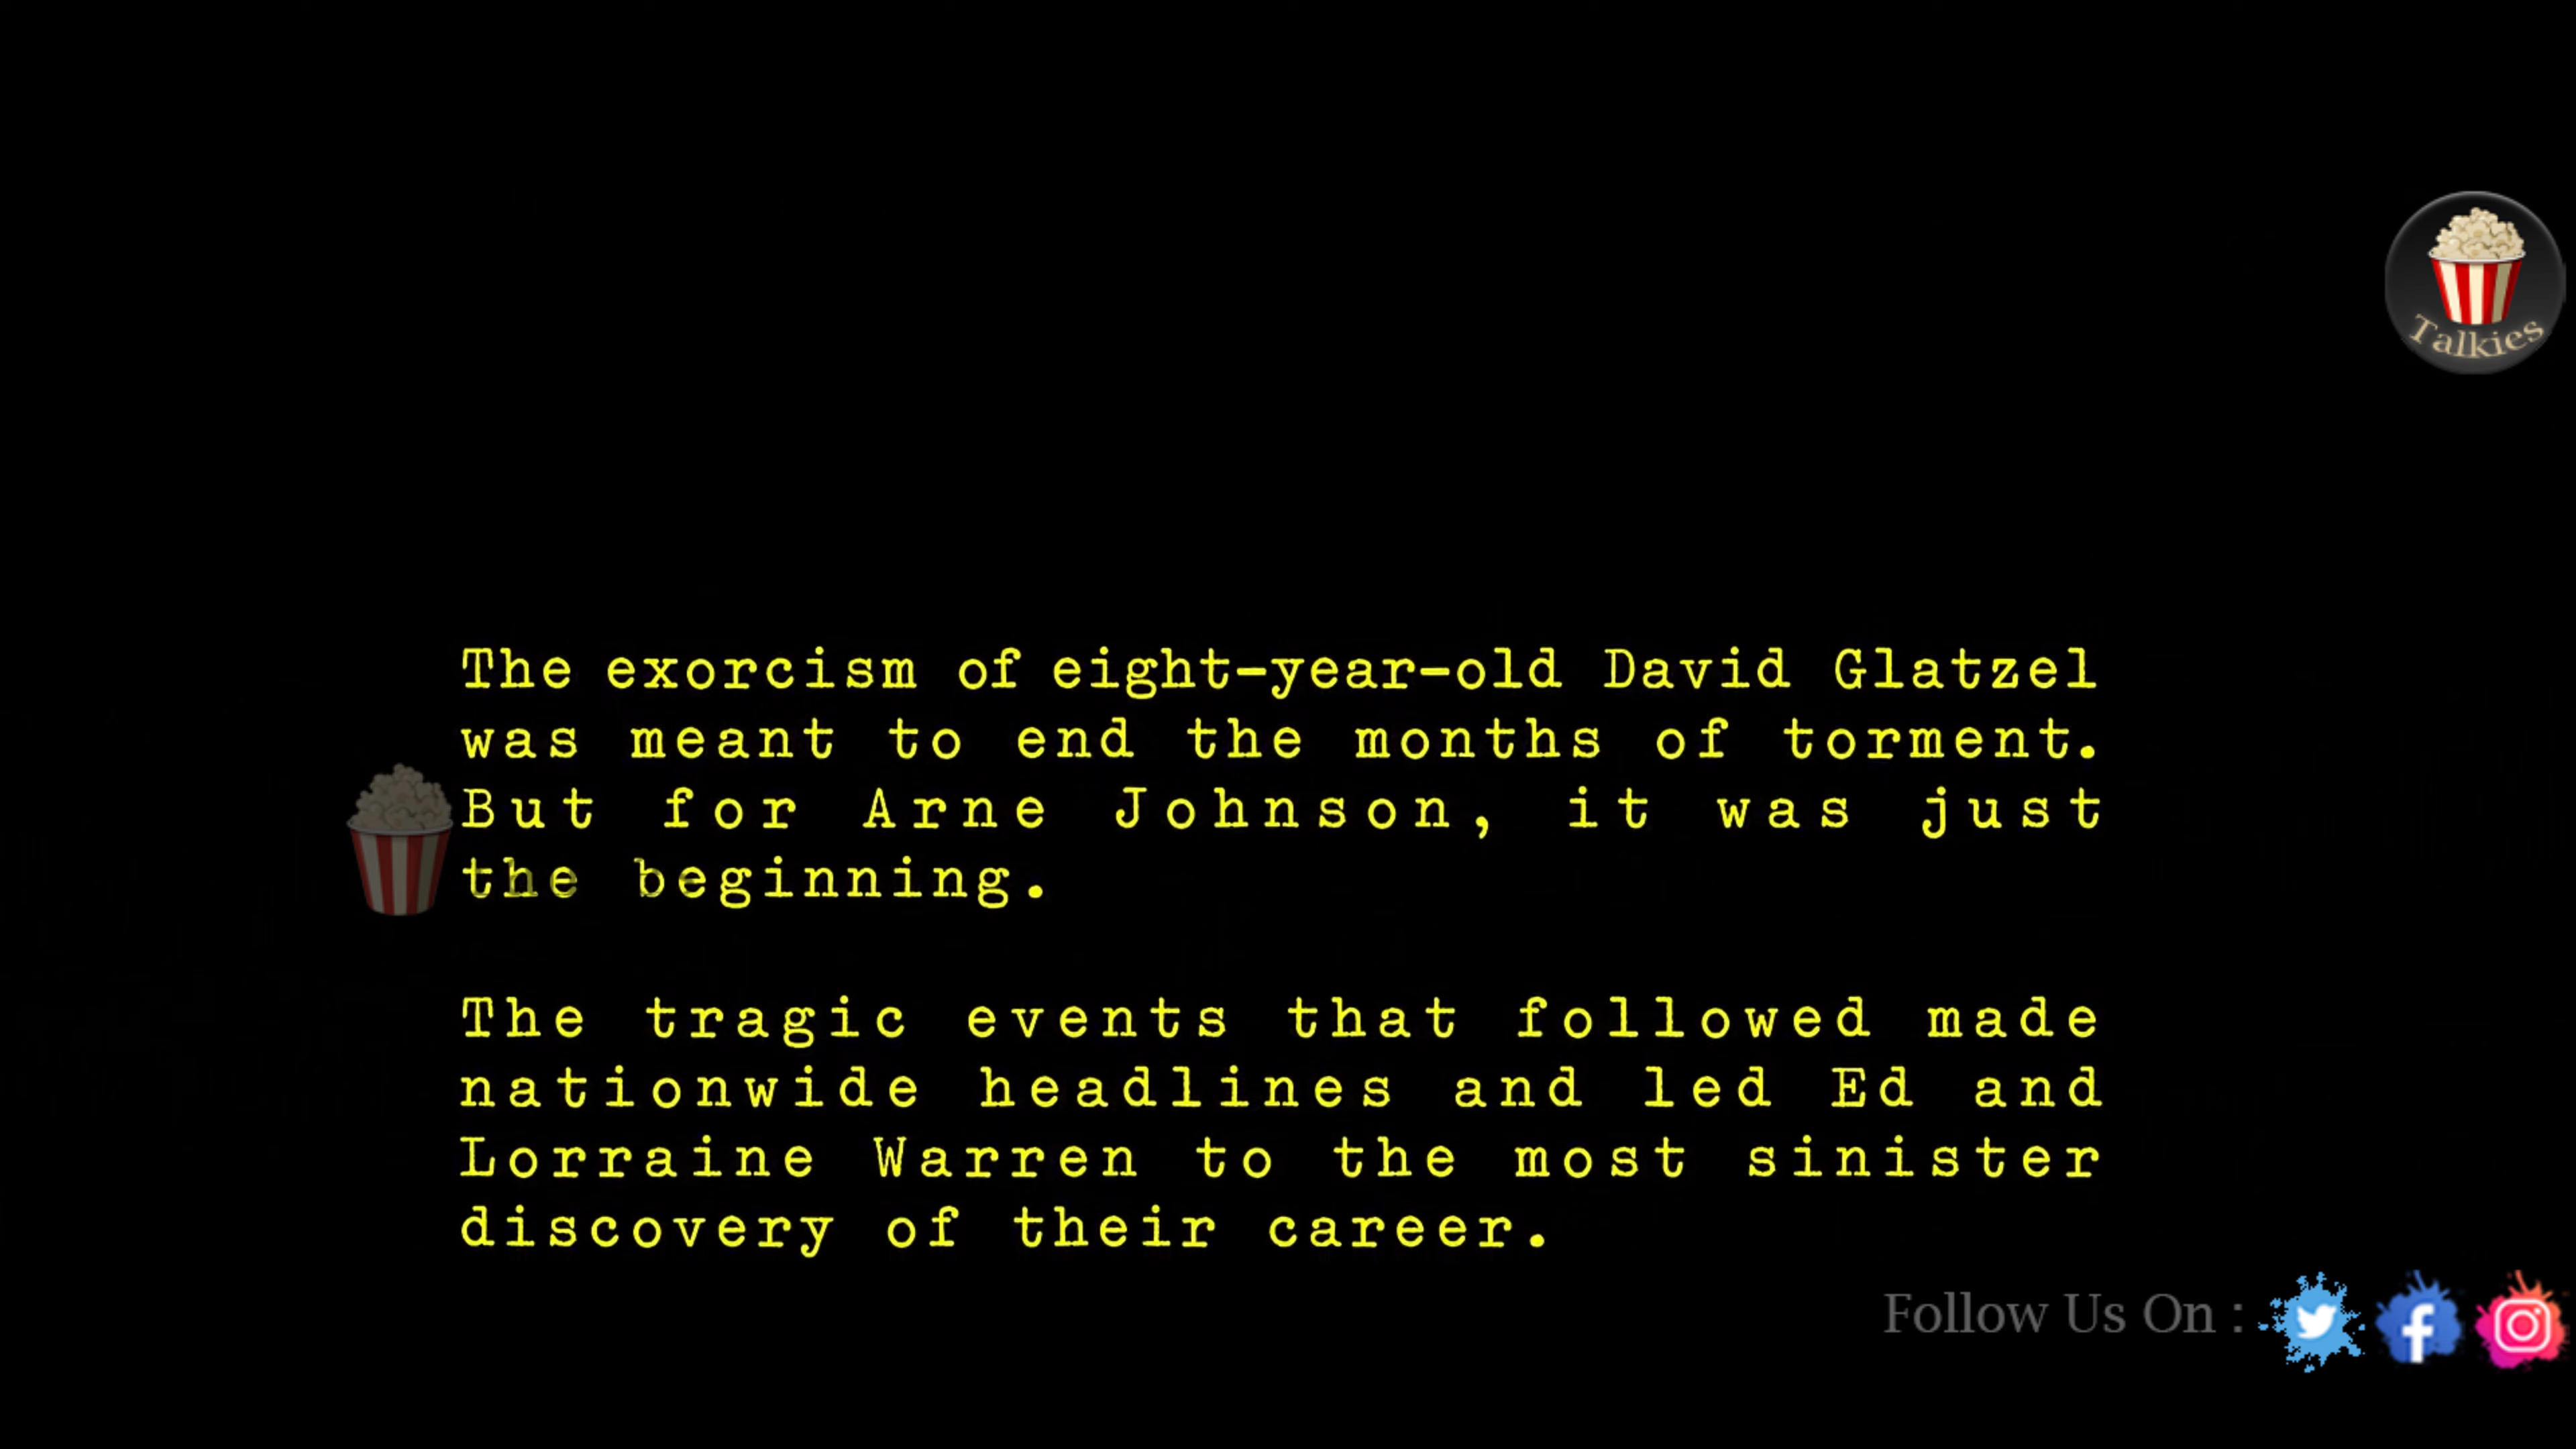 Talkies
The exorcism of eight-year-old David Glatzel
was meant to end the months of torment.
But for Arne Johnson, it was just
the beginning.
The tragic events that followed made
nationwide headlines and led Ed and
Lorraine Warren to the most sinister
discovery of their career.
Follow Us On :